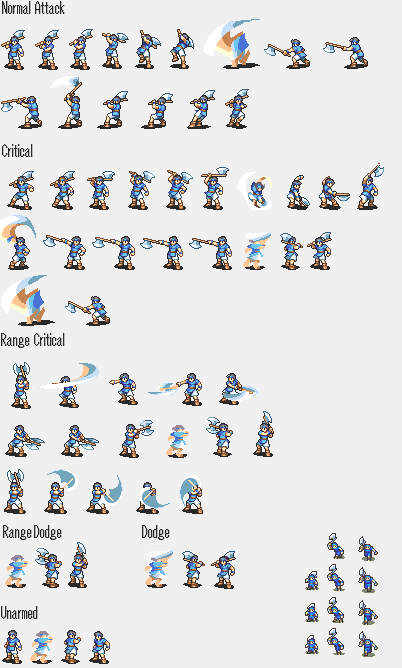 Normal Attack
Critical
Range Critical
Range Dodge
Dodge
Unarmed